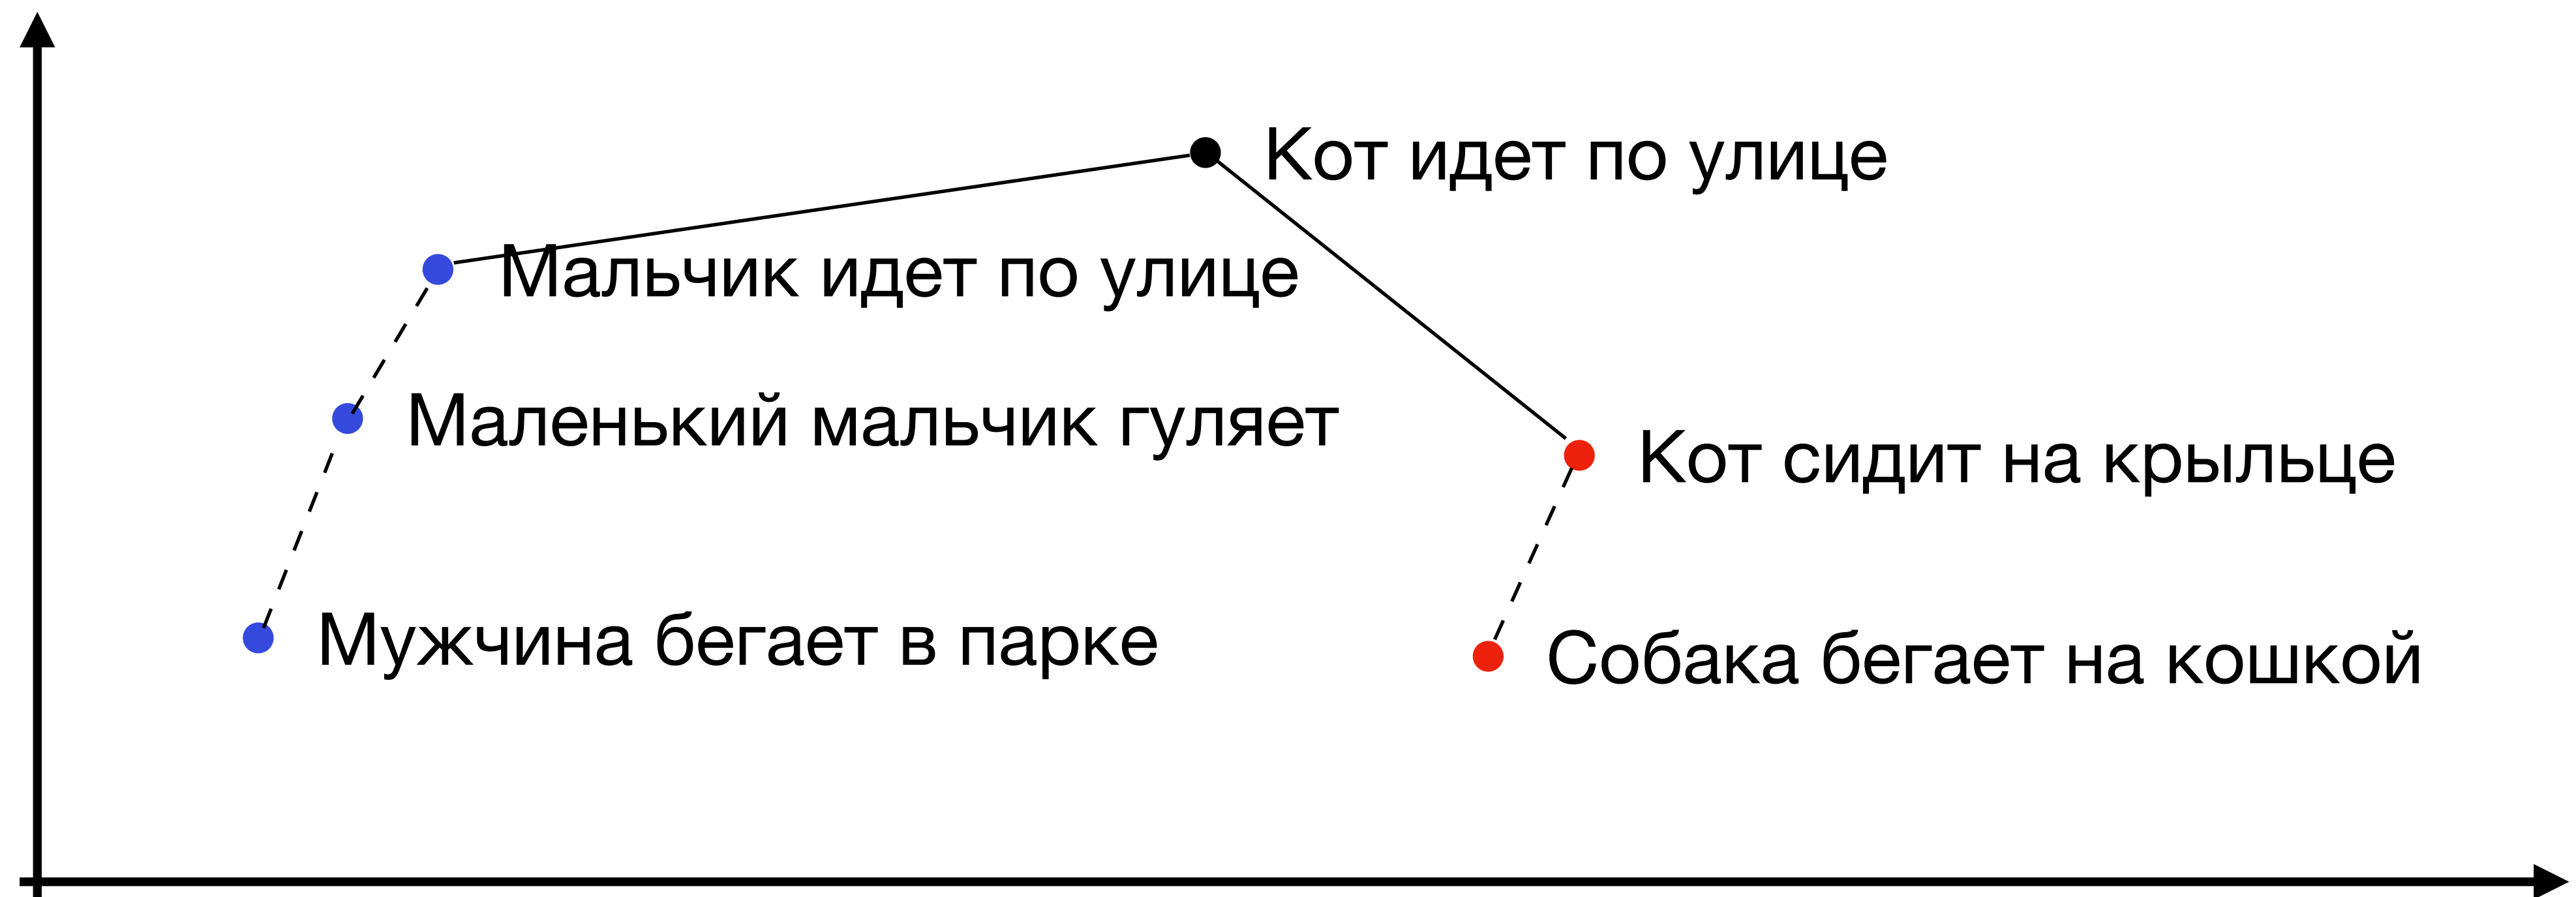 Кот идет по улице
Мальчик идет по улице
Маленький мальчик гуляет
Кот сидит на крыльце
Мужчина бегает в парке
Собака бегает на кошкой